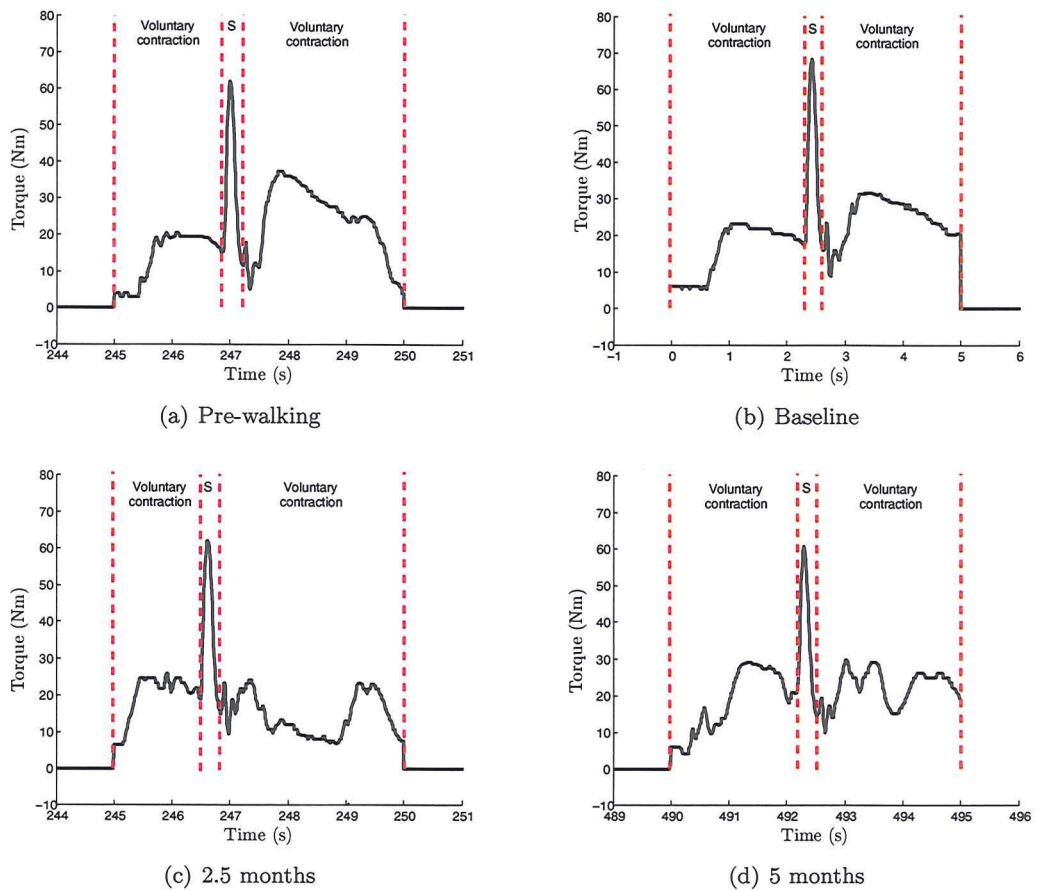 Voluntary contraction S Voluntary contraction
80
70
60
50
40
30
20
10
0
−10
Torque (Nm)
244 245 246 247 248 249 250 251
Time (s)
(a) Pre-walking
Voluntary contraction S Voluntary contraction
80
70
60
50
40
30
20
10
0
−10
Torque (Nm)
−1 0 1 2 3 4 5 6
Time (s)
(b) Baseline
Voluntary contraction S Voluntary contraction
80
70
60
50
40
30
20
10
0
−10
Torque (Nm)
244 245 246 247 248 249 250 251
Time (s)
(c) 2.5 months
Voluntary contraction S Voluntary contraction
80
70
60
50
40
30
20
10
0
−10
Torque (Nm)
489 490 491 492 493 494 495 496
Time (s)
(d) 5 months